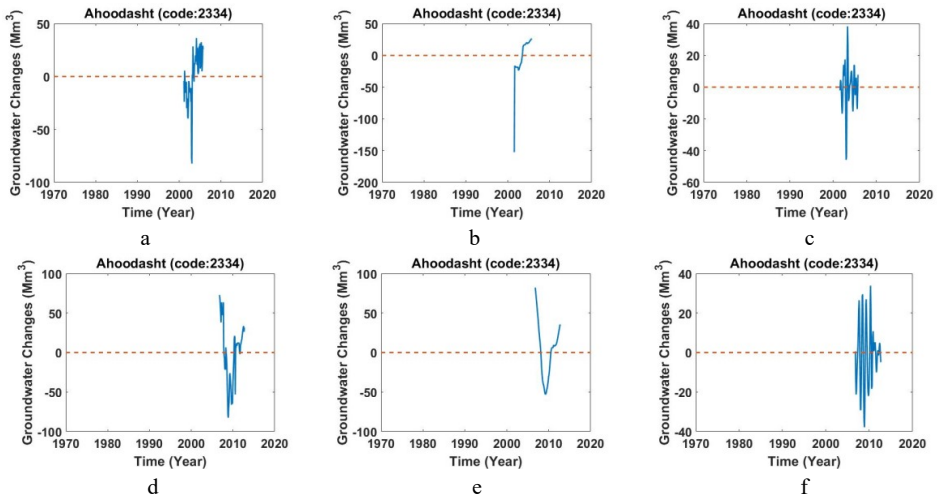 Ahoodasht (code:2334)
Groundwater Changes (Mm³)
50
0
-50
-100
1970 1980 1990 2000 2010 2020
Time (Year)
a
Ahoodasht (code:2334)
Groundwater Changes (Mm³)
50
0
-50
-100
-150
-200
1970 1980 1990 2000 2010 2020
Time (Year)
b
Ahoodasht (code:2334)
Groundwater Changes (Mm³)
40
20
0
-20
-40
-60
1970 1980 1990 2000 2010 2020
Time (Year)
c
Ahoodasht (code:2334)
Groundwater Changes (Mm³)
100
50
0
-50
-100
1970 1980 1990 2000 2010 2020
Time (Year)
d
Ahoodasht (code:2334)
Groundwater Changes (Mm³)
100
50
0
-50
-100
1970 1980 1990 2000 2010 2020
Time (Year)
e
Ahoodasht (code:2334)
Groundwater Changes (Mm³)
40
20
0
-20
-40
1970 1980 1990 2000 2010 2020
Time (Year)
f